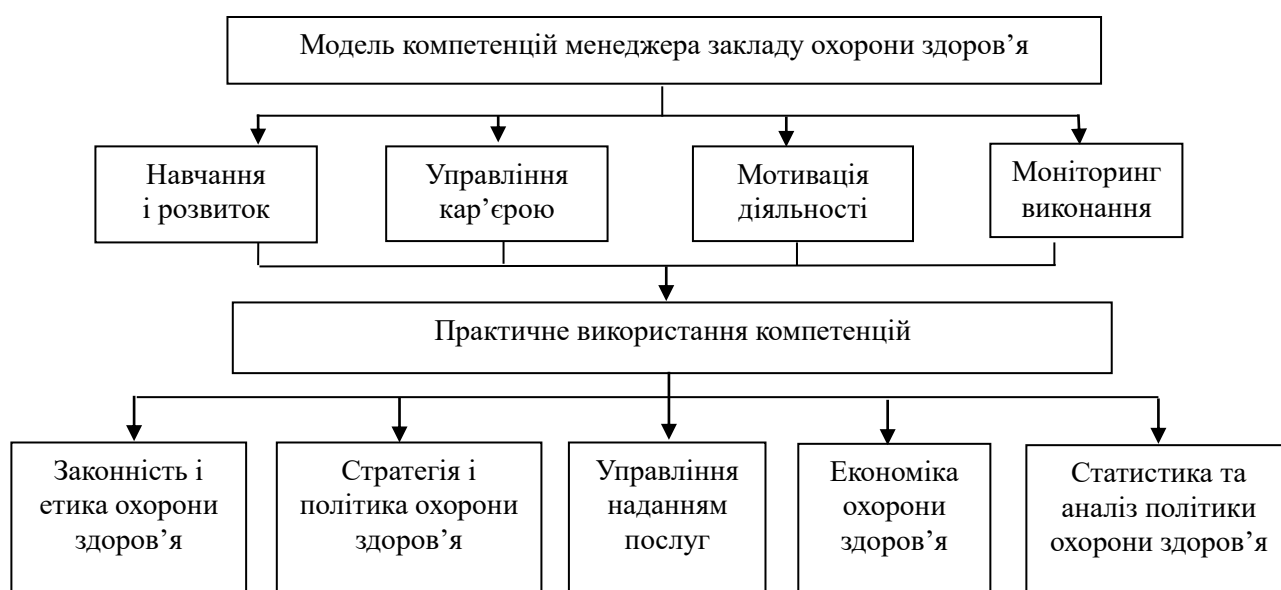 Модель компетенцій менеджера закладу охорони здоров’я
Навчання
і розвиток
Управління
кар’єрою
Мотивація
діяльності
Моніторинг
виконання
Практичне використання компетенцій
Законність і
етика охорони
здоров’я
Стратегія і
політика охорони
здоров’я
Управління
наданням
послуг
Економіка
охорони
здоров’я
Статистика та
аналіз політики
охорони здоров’я